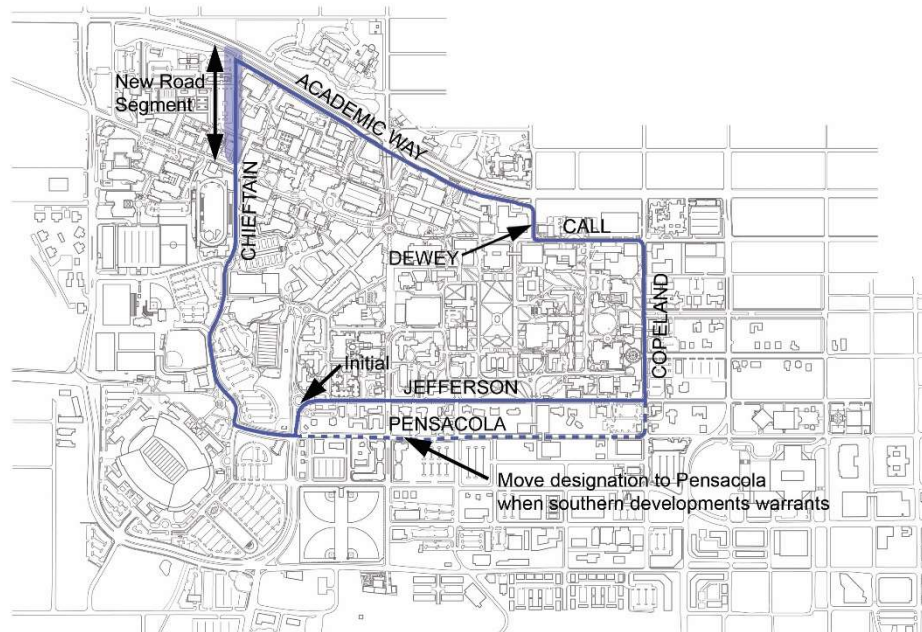 New Road
Segment
ACADEMIC WAY
CHIEFTAIN
DEWEY
CALL
COPELAND
Initial
JEFFERSON
PENSACOLA
Move designation to Pensacola
when southern developments warrants